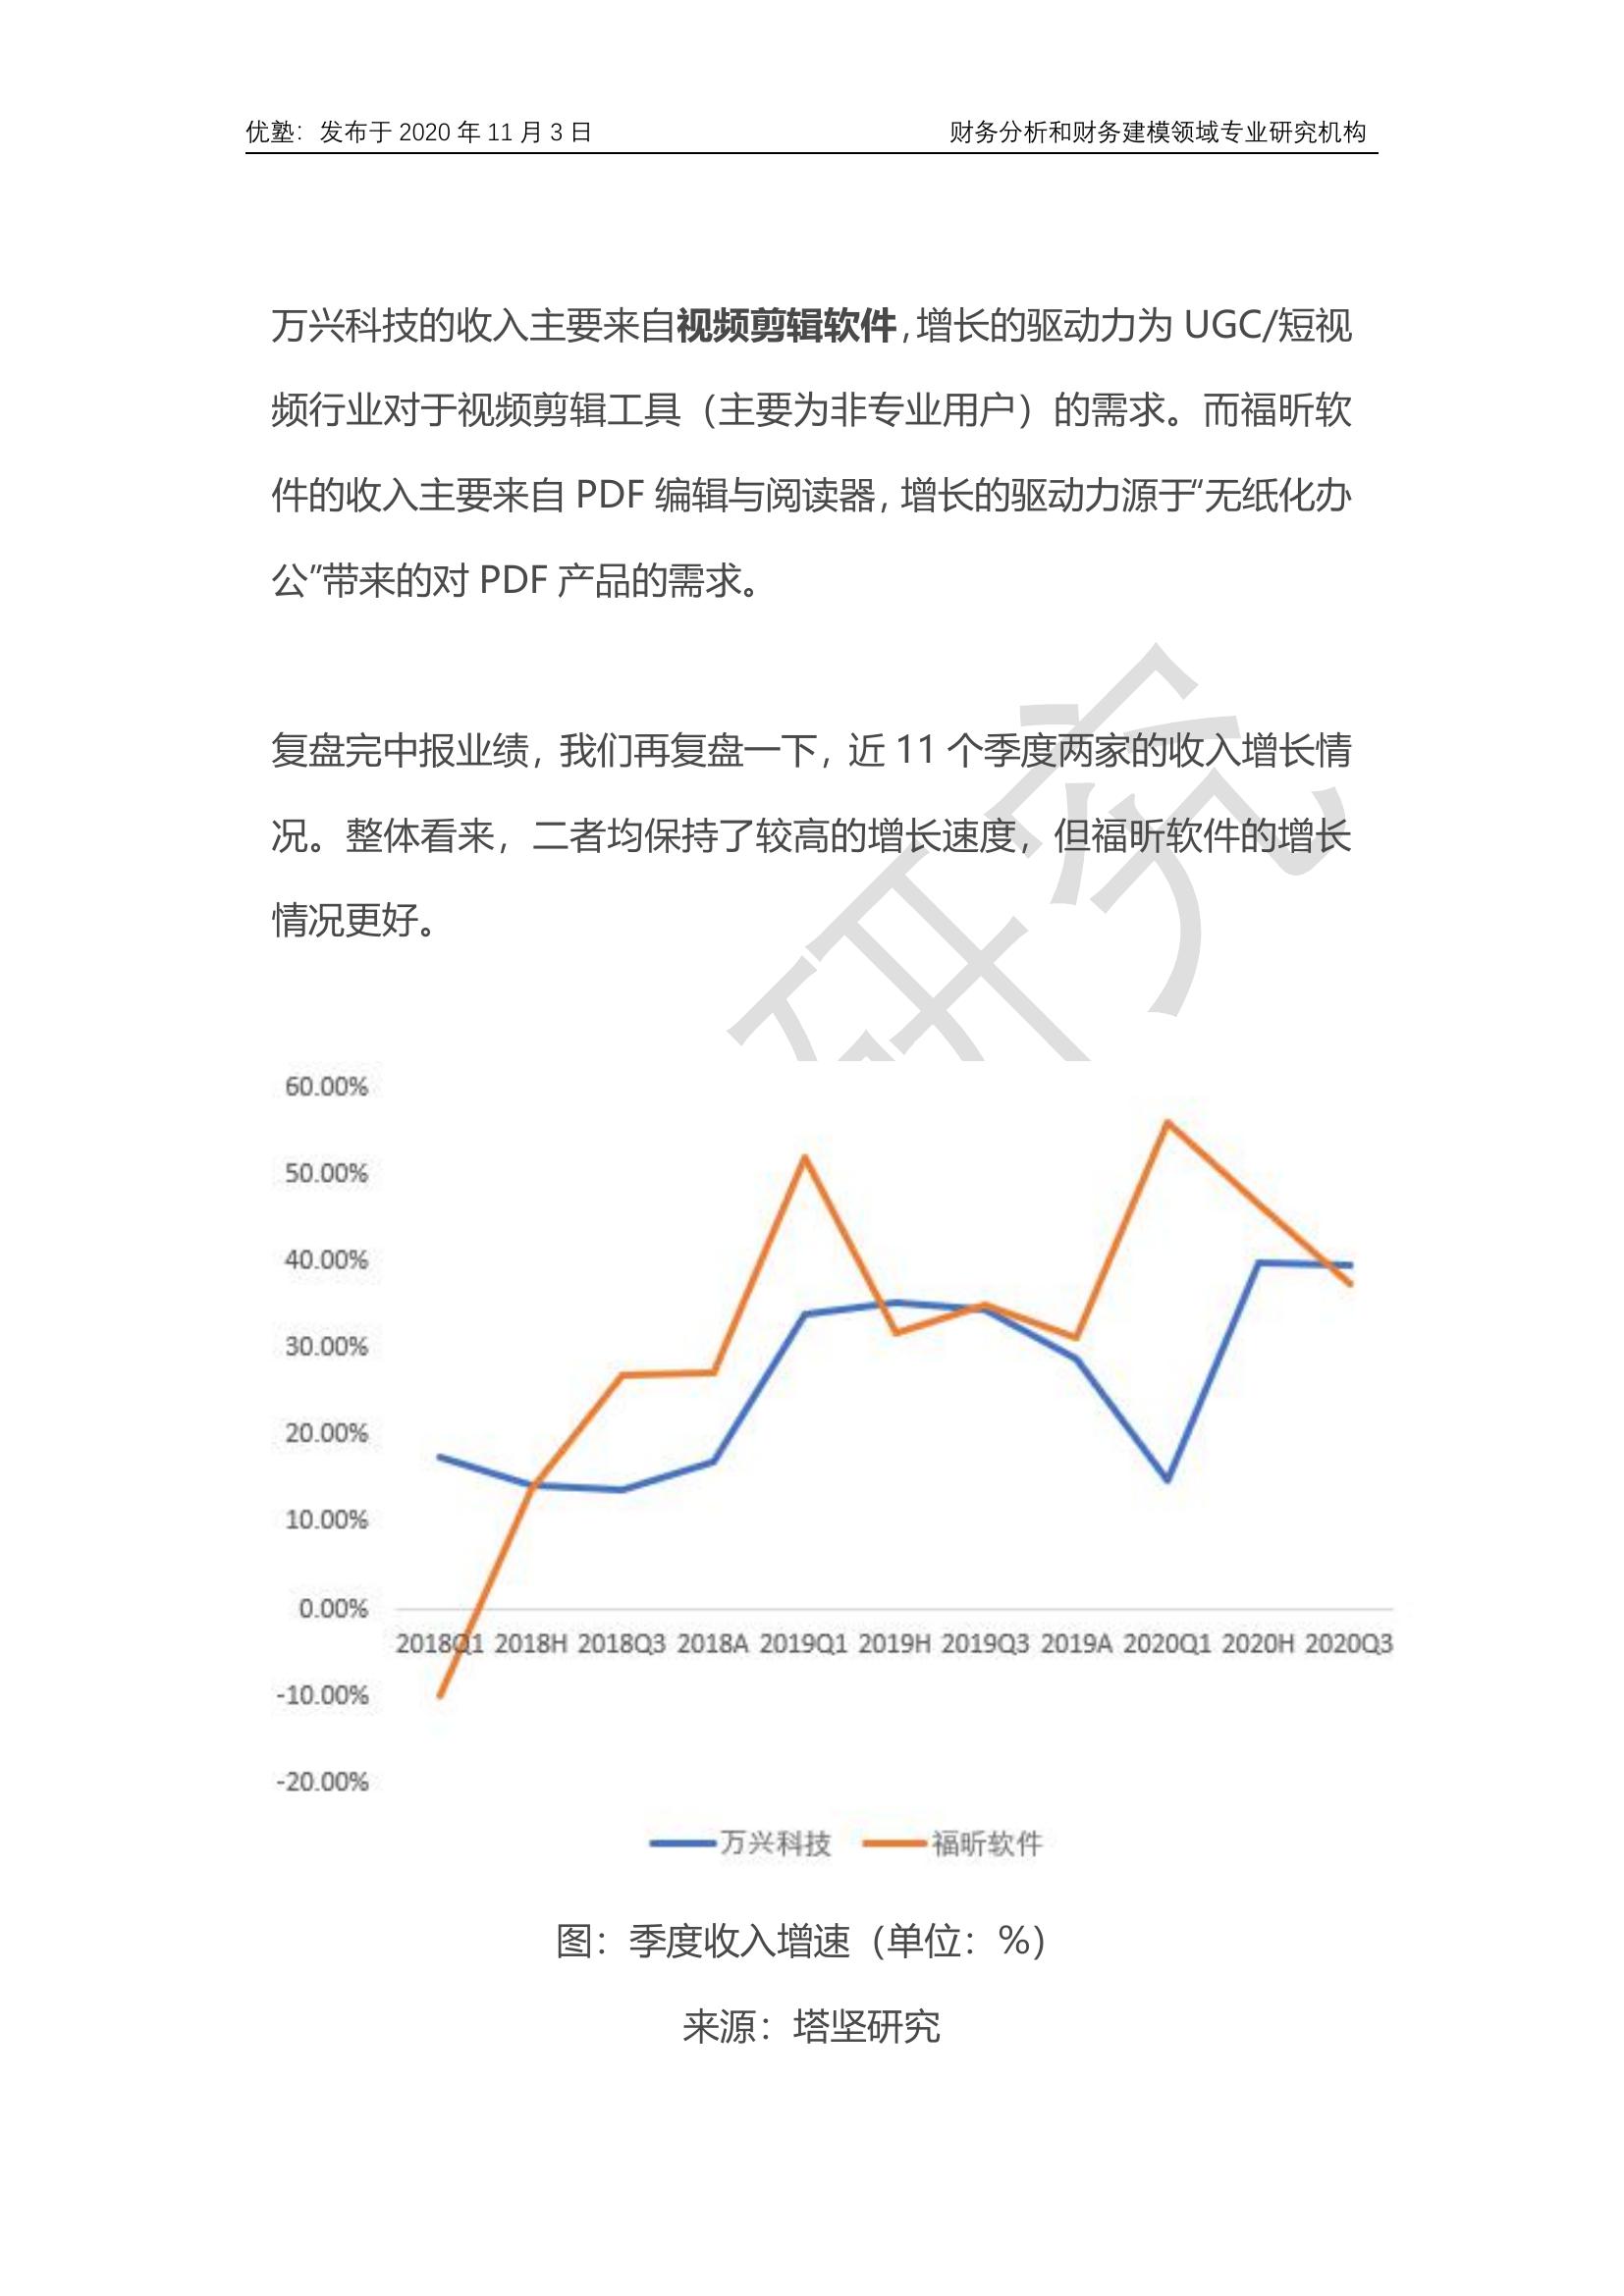 优塾：发布于 2020 年 11 月 3 日 财务分析和财务建模领域专业研究机构
万兴科技的收入主要来自视频剪辑软件，增长的驱动力为 UGC/短视
频行业对于视频剪辑工具（主要为非专业用户）的需求。而福昕软
件的收入主要来自 PDF 编辑与阅读器，增长的驱动力源于“无纸化办
公”带来的对 PDF 产品的需求。
复盘完中报业绩，我们再复盘一下，近 11 个季度两家的收入增长情
况。整体看来，二者均保持了较高的增长速度，但福昕软件的增长
情况更好。
研究
60.00%
50.00%
40.00%
30.00%
20.00%
10.00%
0.00%
2018Q1 2018H 2018Q3 2018A 2019Q1 2019H 2019Q3 2019A 2020Q1 2020H 2020Q3
-10.00%
-20.00%
万兴科技 福昕软件
图：季度收入增速（单位：%）
来源：塔坚研究